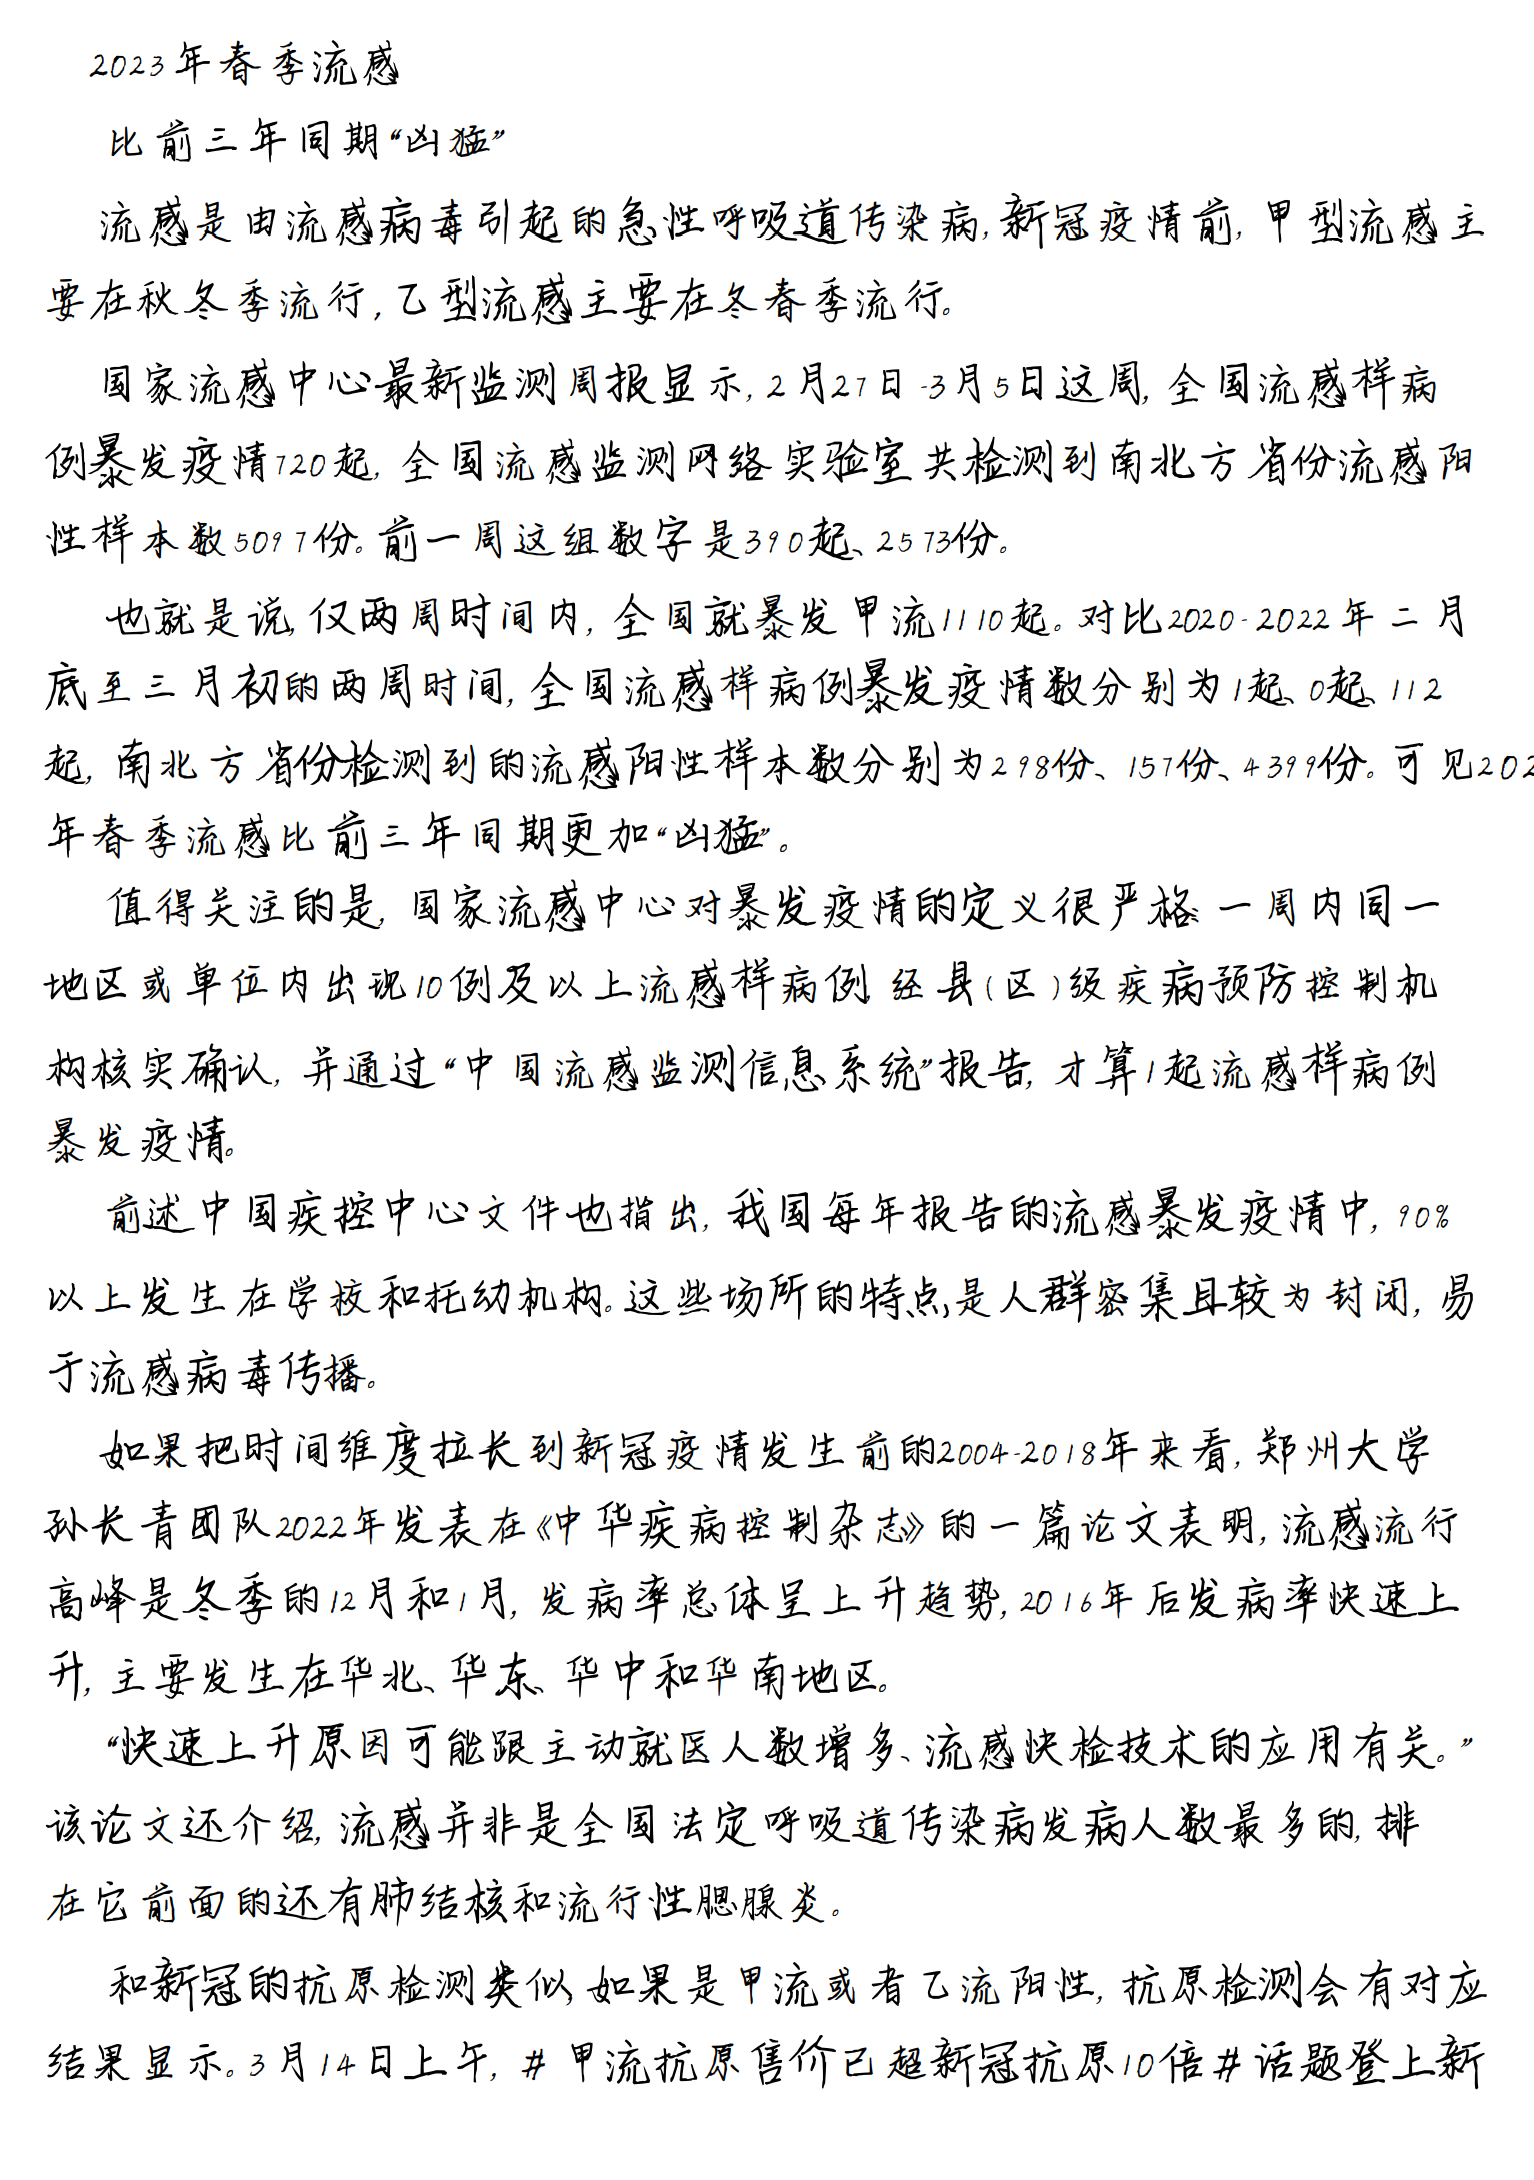 2023年春季流感
比前三年同期“凶猛”
流感是由流感病毒引起的急性呼吸道传染病,新冠疫情前,甲型流感主
要在秋冬季流行,乙型流感主要在冬春季流行。
国家流感中心最新监测周报显示,2月27日-3月5日这周,全国流感样病
例暴发疫情720起,全国流感监测网络实验室共检测到南北方省份流感阳
性样本数5097份。前一周这组数字是390起、2573份。
也就是说,仅两周时间内,全国就暴发甲流1110起。对比2020-2022年二月
底至三月初的两周时间,全国流感样病例暴发疫情数分别为1起、0起、112
起,南北方省份检测到的流感阳性样本数分别为298份、157份、4399份。可见202
年春季流感比前三年同期更加“凶猛”。
值得关注的是,国家流感中心对暴发疫情的定义很严格:一周内同一
地区或单位内出现10例及以上流感样病例,经县(区)级疾病预防控制机
构核实确认,并通过“中国流感监测信息系统”报告,才算1起流感样病例
暴发疫情。
前述中国疾控中心文件也指出,我国每年报告的流感暴发疫情中,90%
以上发生在学校和托幼机构。这些场所的特点,是人群密集且较为封闭,易
于流感病毒传播。
如果把时间维度拉长到新冠疫情发生前的2004-2018年来看,郑州大学
孙长青团队2022年发表在《中华疾病控制杂志》的一篇论文表明,流感流行
高峰是冬季的12月和1月,发病率总体呈上升趋势,2016年后发病率快速上
升,主要发生在华北、华东、华中和华南地区。
“快速上升原因可能跟主动就医人数增多、流感快检技术的应用有关。”
该论文还介绍,流感并非是全国法定呼吸道传染病发病人数最多的,排
在它前面的还有肺结核和流行性腮腺炎。
和新冠的抗原检测类似,如果是甲流或者乙流阳性,抗原检测会有对应
结果显示。3月14日上午,#甲流抗原售价已超新冠抗原10倍#话题登上新